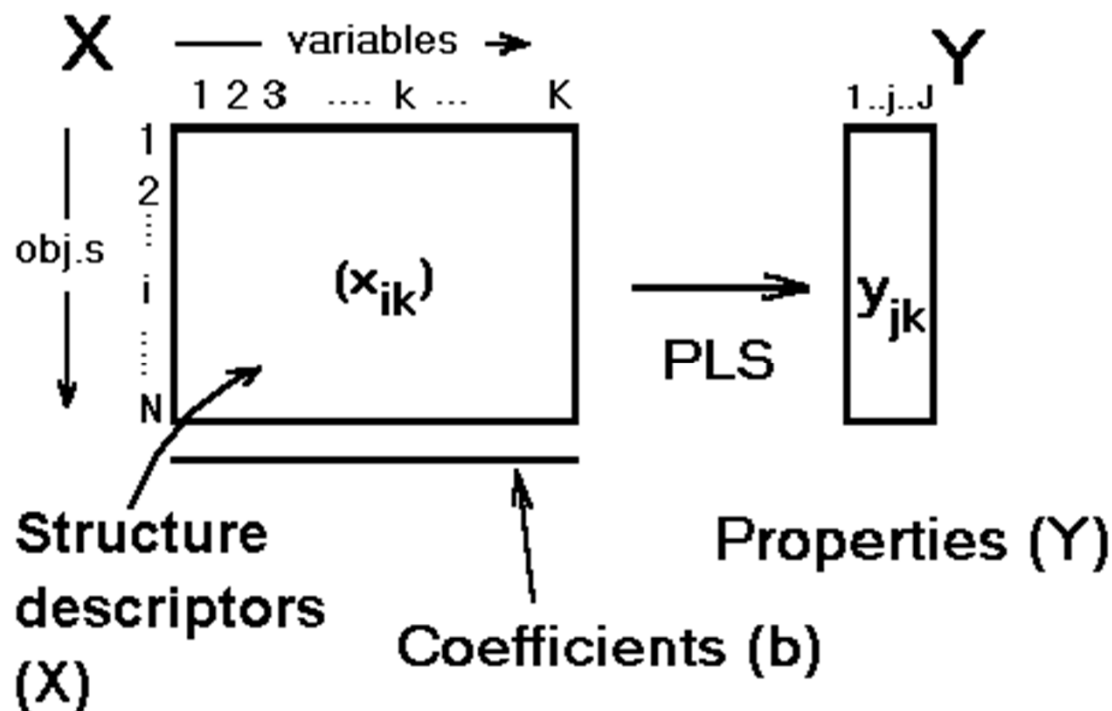 X
variables
Y
1 2 3 .... k ... K
1..j..J
1
2
obj.s
i
N
(x_ik)
y_jk
PLS
Structure
descriptors
(X)
Properties (Y)
Coefficients (b)